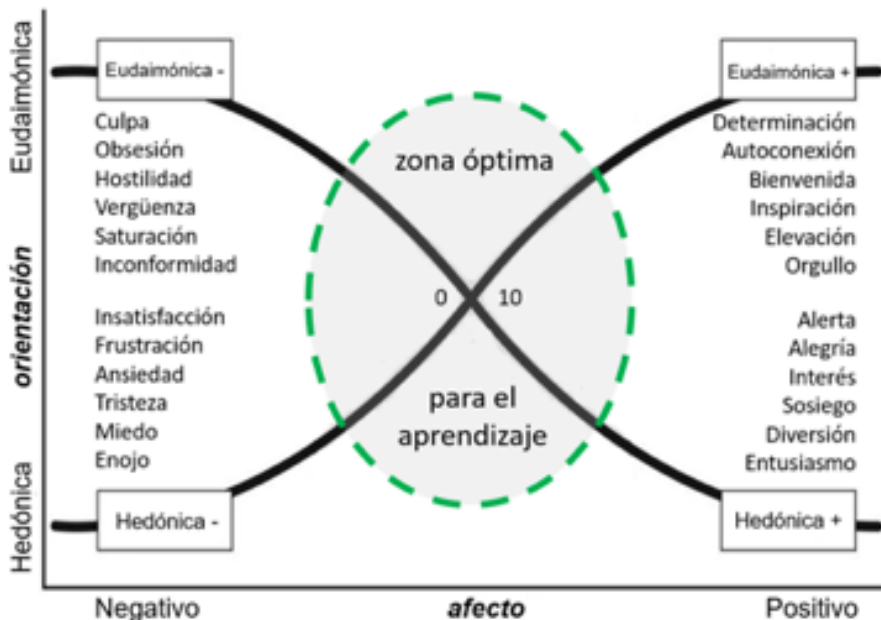 Eudaimónica
orientación
Hedónica
Eudaimónica -
Culpa
Obsesión
Hostilidad
Vergüenza
Saturación
Inconformidad
Insatisfacción
Frustración
Ansiedad
Tristeza
Miedo
Enojo
Hedónica -
zona óptima
0 10
para el
aprendizaje
Eudaimónica +
Determinación
Autoconexión
Bienvenida
Inspiración
Elevación
Orgullo
Alerta
Alegría
Interés
Sosiego
Diversión
Entusiasmo
Hedónica +
Negativo afecto Positivo